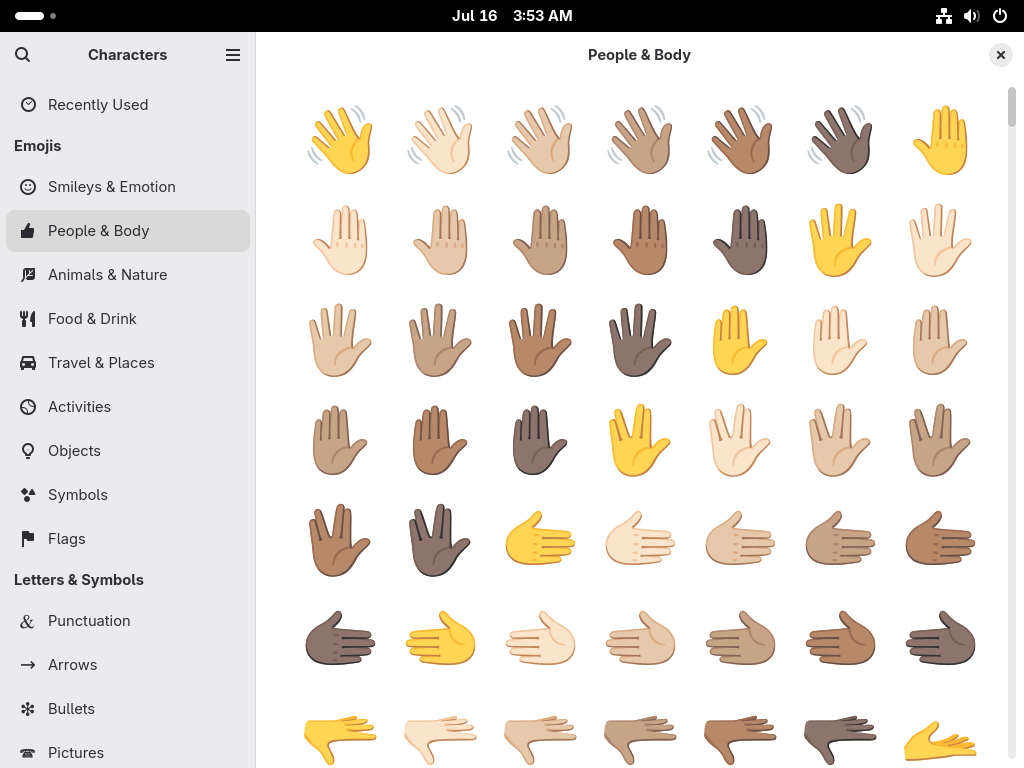 Jul 16 3:53 AM
Characters
People & Body
Recently Used
Emojis
Smileys & Emotion
People & Body
Animals & Nature
Food & Drink
Travel & Places
Activities
Objects
Symbols
Flags
Letters & Symbols
& Punctuation
→ Arrows
Bullets
Pictures